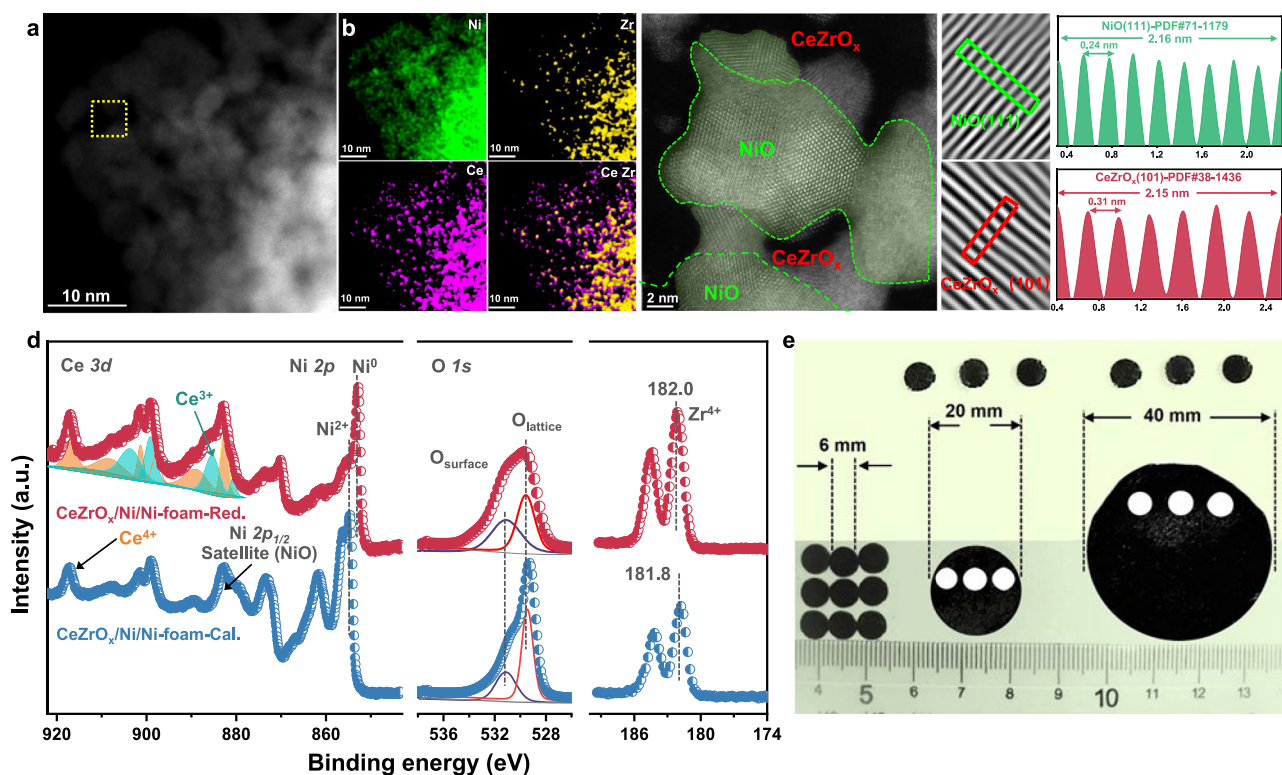 a
10 nm
b
Ni
10 nm
Zr
10 nm
Ce
10 nm
Ce Zr
10 nm
CeZrOₓ
NiO
CeZrOₓ
NiO
2 nm
NiO(111)
CeZrOₓ (101)
NiO(111)-PDF#71-1179
2.16 nm
0.24 nm
0.4 0.8 1.2 1.6 2.0
CeZrOₓ(101)-PDF#38-1436
2.15 nm
0.31 nm
0.4 0.8 1.2 1.6 2.0 2.4
d
Intensity (a.u.)
Ce 3d
Ni 2p
Ni⁰
Ce³⁺
Ni²⁺
CeZrOₓ/Ni/Ni-foam-Red.
Ce⁴⁺
Ni 2p₁/₂
Satellite (NiO)
CeZrOₓ/Ni/Ni-foam-Cal.
O 1s
O lattice
O surface
182.0
Zr⁴⁺
181.8
920 900 880 860
536 528
186 180 174
Binding energy (eV)
e
20 mm
40 mm
6 mm
4 5 6 7 8 9 10 11 12 13